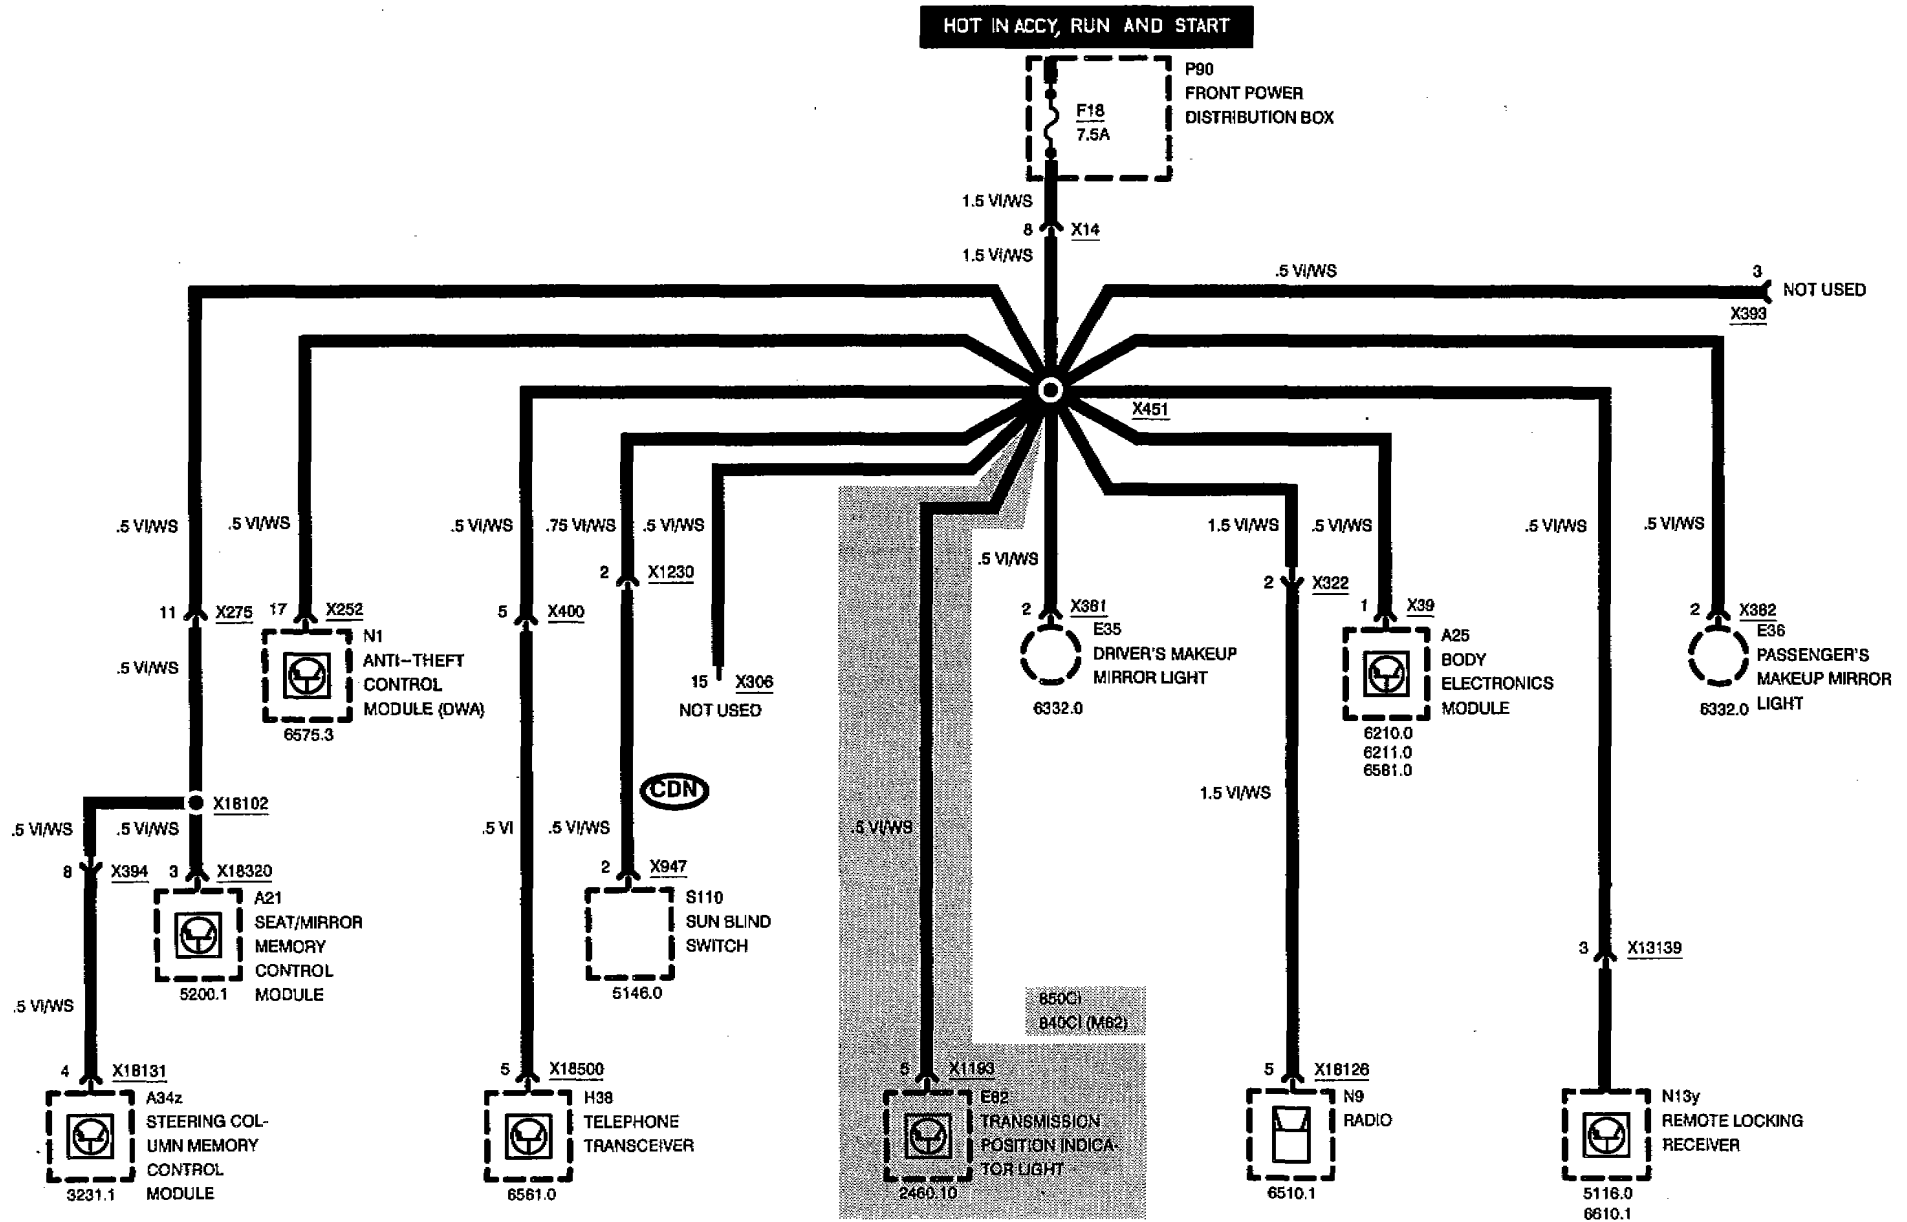 HOT IN ACCY, RUN AND START
P90
FRONT POWER
DISTRIBUTION BOX
F18
7.5A
1.5 VI/WS
8 X14
1.5 VI/WS
.5 VI/WS
3
NOT USED
X393
X451
.5 VI/WS
.5 VI/WS
.5 VI/WS
.75 VI/WS
.5 VI/WS
1.5 VI/WS
.5 VI/WS
.5 VI/WS
.5 VI/WS
.5 VI/WS
2 X1230
2 X322
11 X275
17 X252
5 X400
2 X381
1 X39
2 X382
N1
ANTI-THEFT
CONTROL
MODULE (DWA)
6575.3
.5 VI/WS
15 X306
NOT USED
E35
DRIVER'S MAKEUP
MIRROR LIGHT
6332.0
A25
BODY
ELECTRONICS
MODULE
6210.0
6211.0
6581.0
E36
PASSENGER'S
MAKEUP MIRROR
LIGHT
6332.0
CDN
1.5 VI/WS
X18102
.5 VI/WS
.5 VI/WS
.5 VI
.5 VI/WS
.5 VI/WS
8 X394
3 X18320
2 X947
A21
SEAT/MIRROR
MEMORY
CONTROL
MODULE
5200.1
S110
SUN BLIND
SWITCH
5146.0
3 X13139
.5 VI/WS
850Ci
840CI (M62)
4 X18131
5 X18500
5 X1193
5 X18126
A34z
STEERING COL-
UMN MEMORY
CONTROL
MODULE
3231.1
H38
TELEPHONE
TRANSCEIVER
6561.0
E62
TRANSMISSION
POSITION INDICA-
TOR LIGHT
2460.10
N9
RADIO
6510.1
N13y
REMOTE LOCKING
RECEIVER
5116.0
6610.1